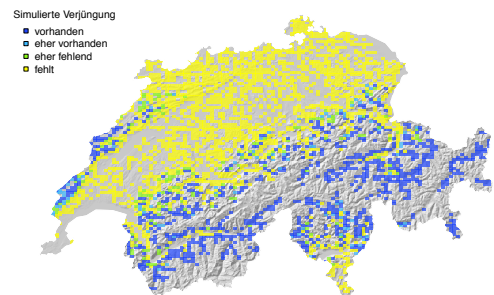 Simulierte Verjüngung
vorhanden
eher vorhanden
eher fehlend
fehlt